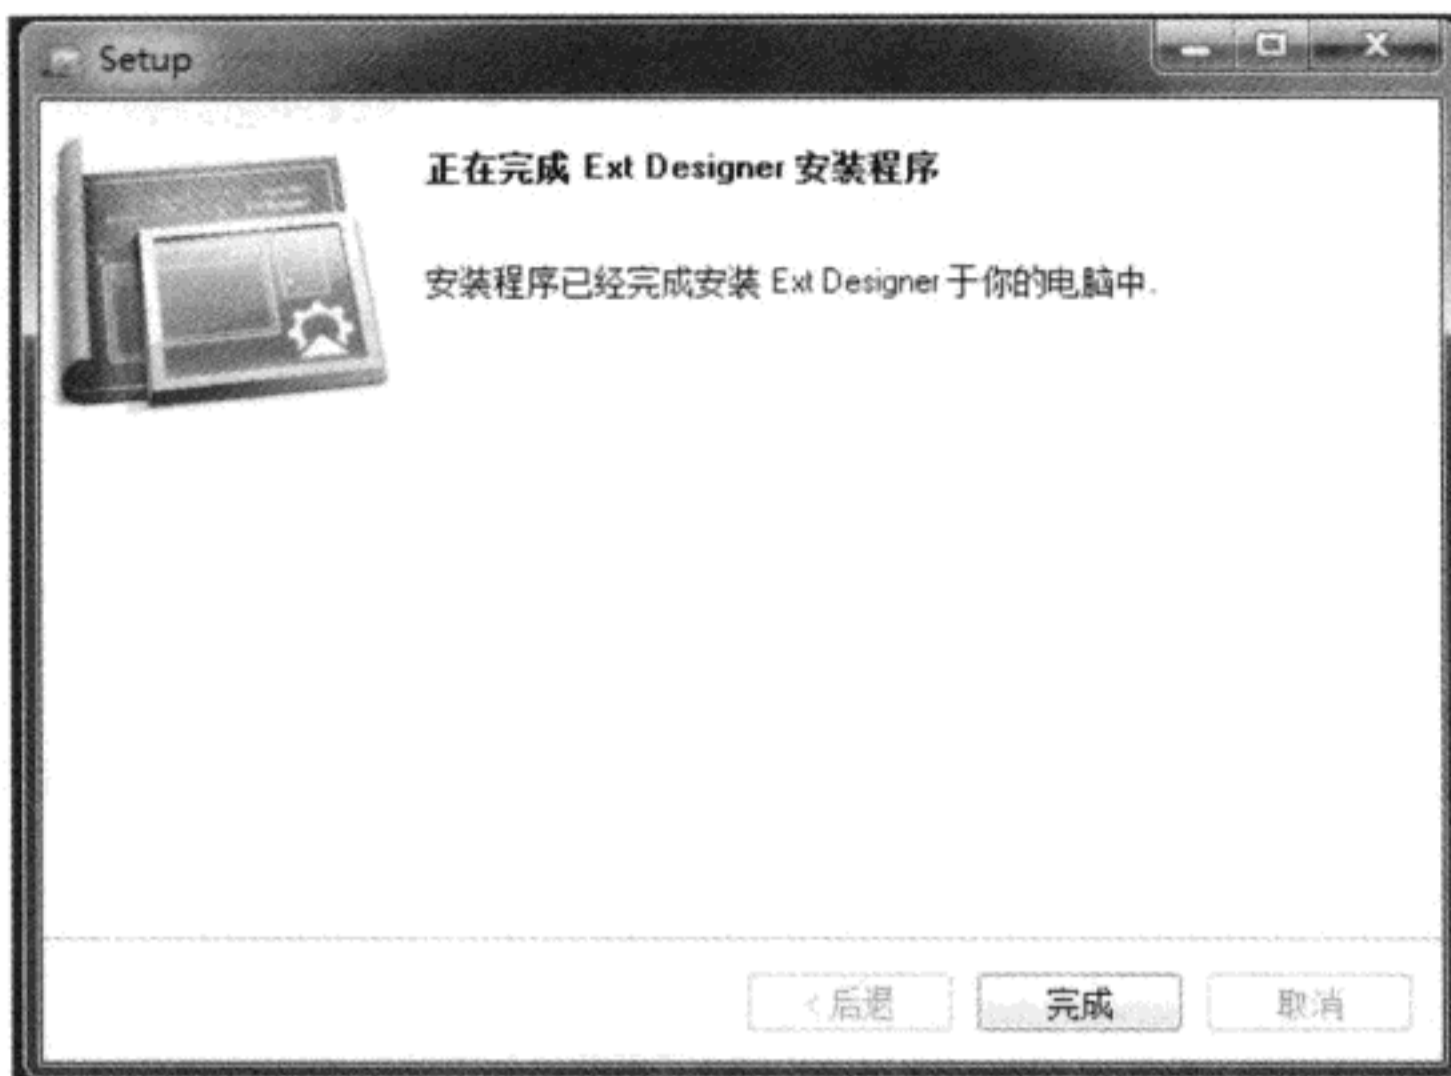 Setup
正在完成 Ext Designer 安装程序
安装程序已经完成安装 Ext Designer 于你的电脑中.
< 后退
完成
取消